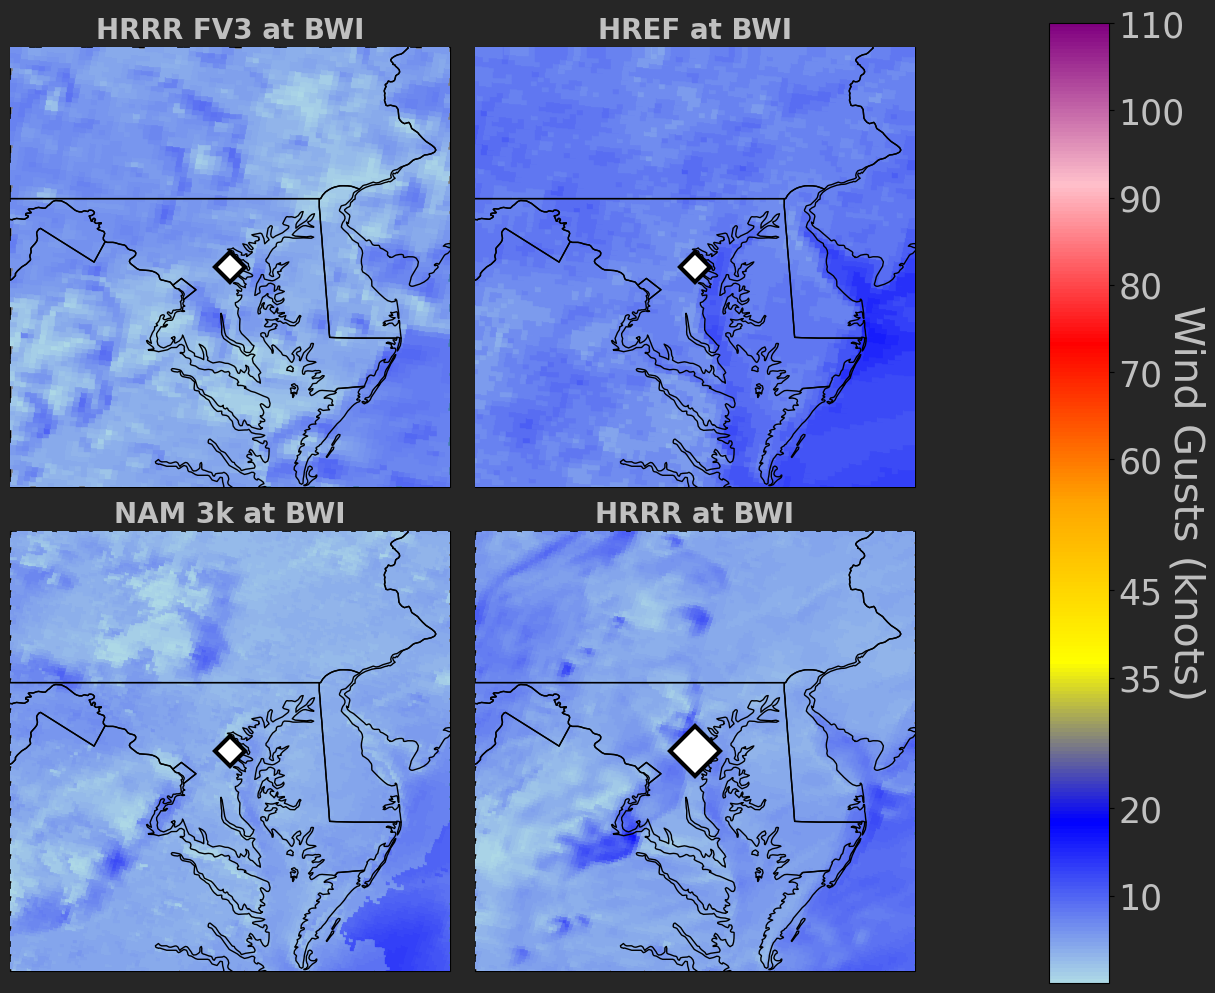 HRRR FV3 at BWI
HREF at BWI
NAM 3k at BWI
HRRR at BWI
110
100
90
80
70
60
45
35
20
10
Wind Gusts (knots)